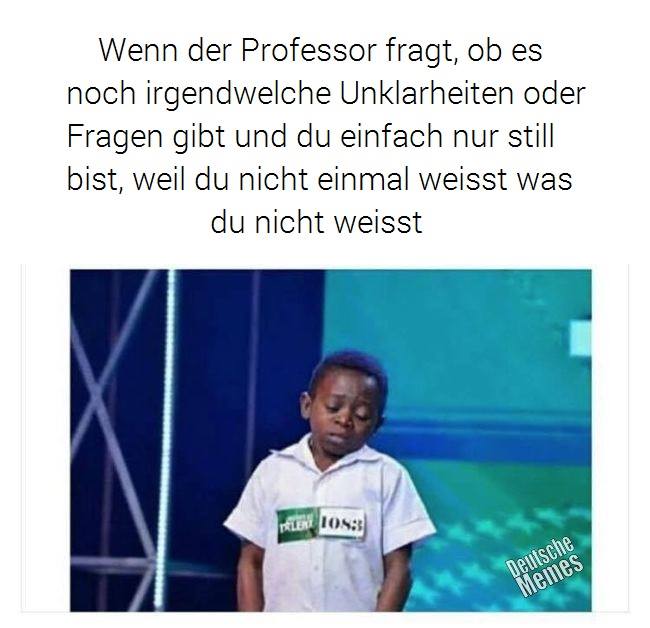 Wenn der Professor fragt, ob es
noch irgendwelche Unklarheiten oder
Fragen gibt und du einfach nur still
bist, weil du nicht einmal weisst was
du nicht weisst
TALENT 1083
Deutsche
Memes